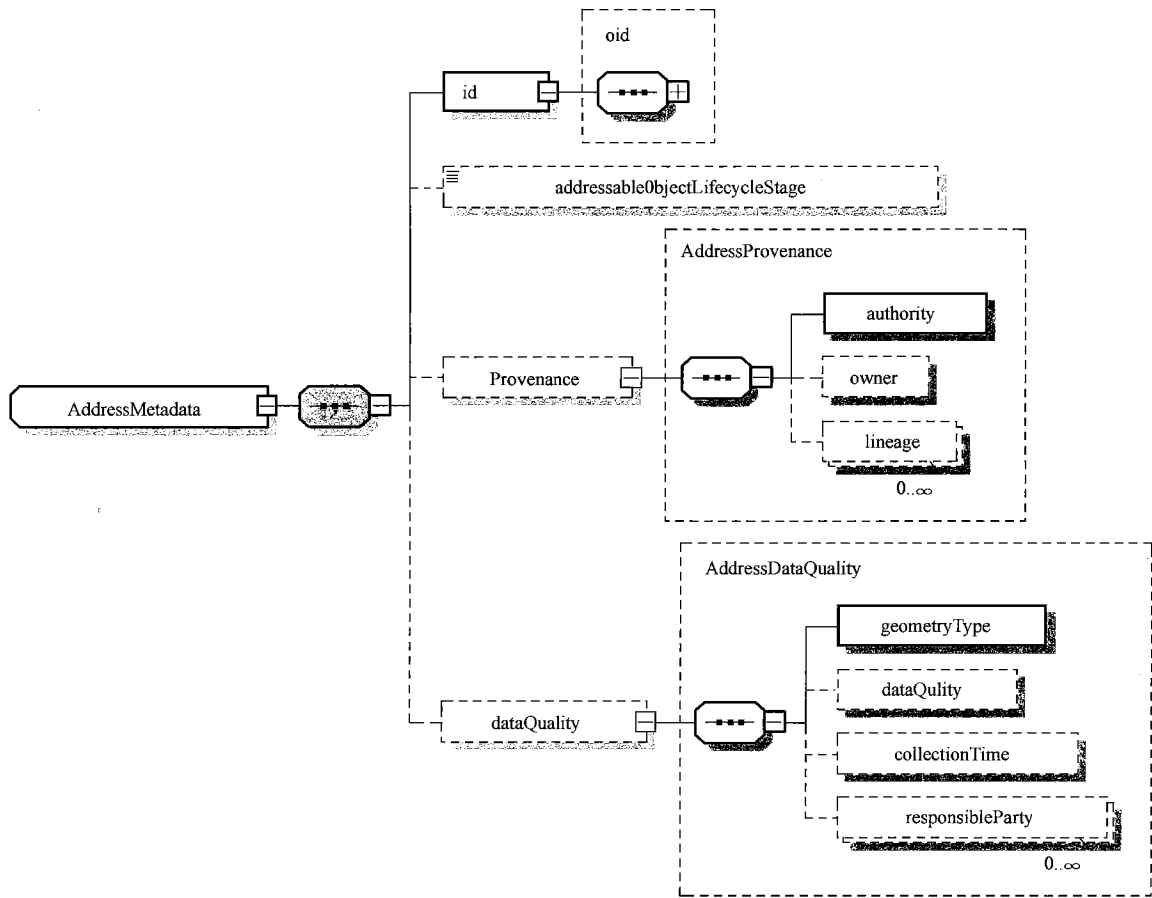 oid
id
addressable0bjectLifecycleStage
AddressProvenance
authority
Provenance
owner
AddressMetadata
lineage
0..∞
AddressDataQuality
geometryType
dataQulity
dataQuality
collectionTime
responsibleParty
0..∞